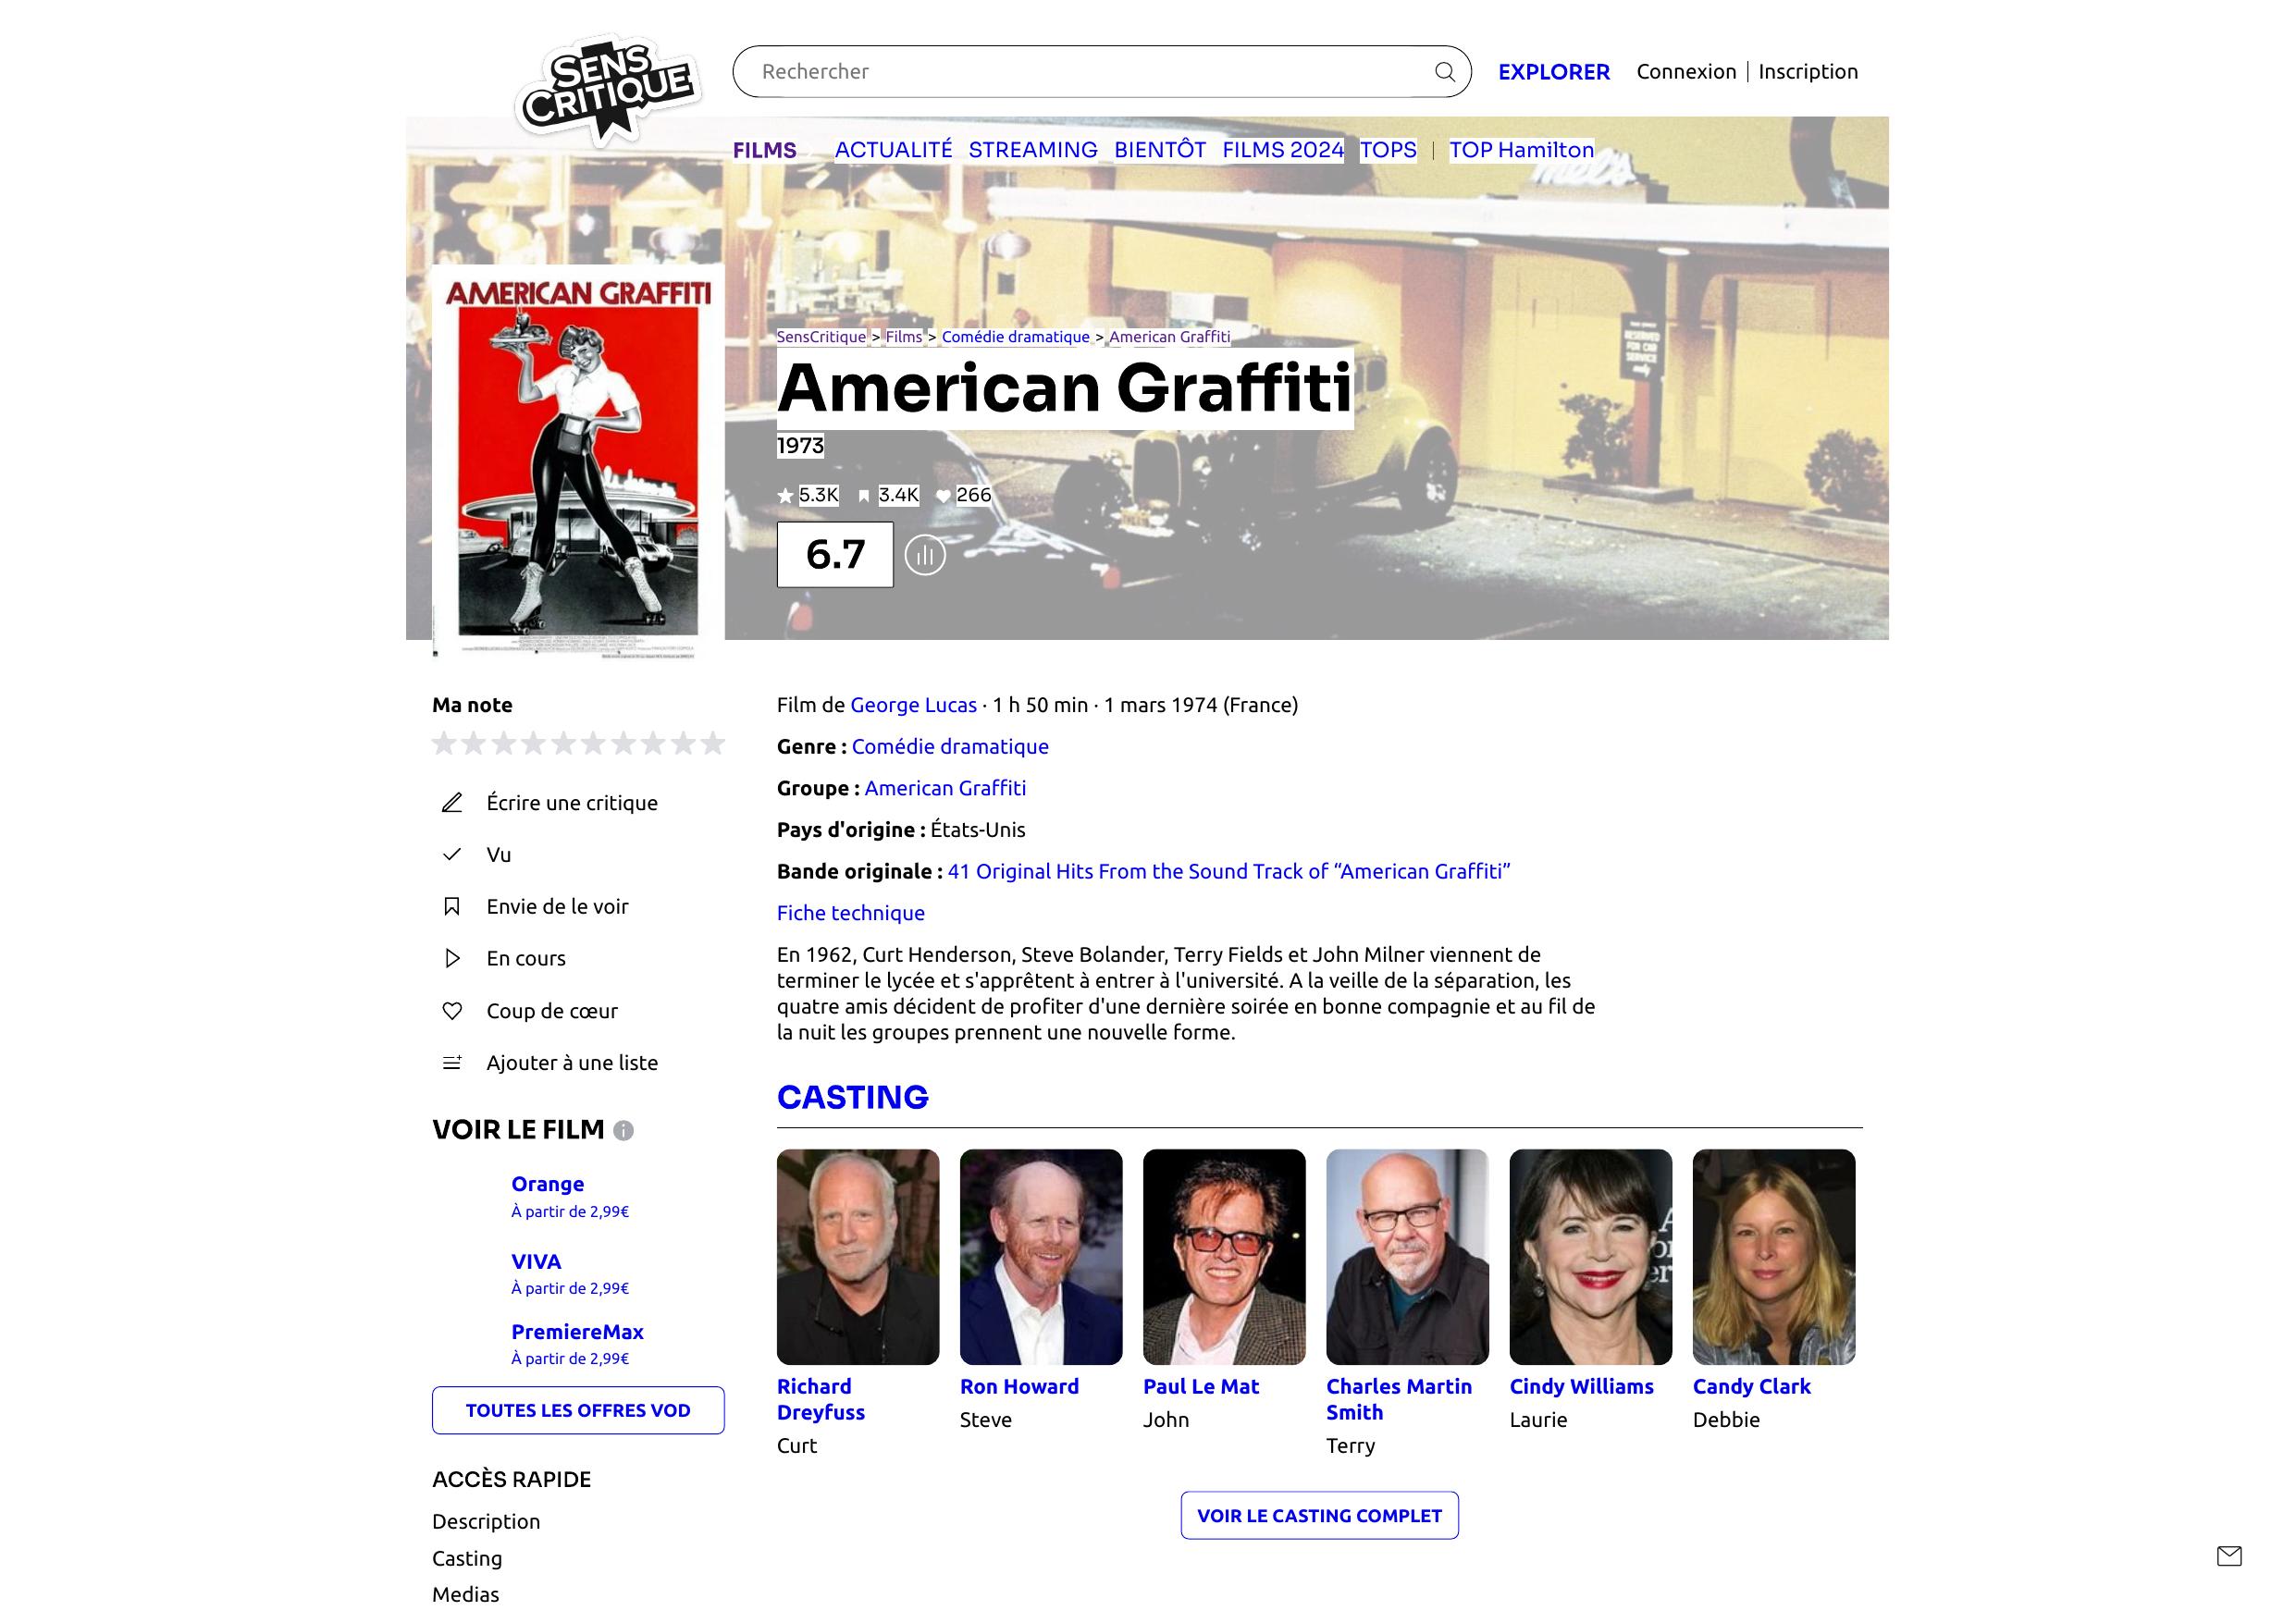 SENS
CRITIQUE
Rechercher
EXPLORER
Connexion
Inscription
FILMS
ACTUALITÉ
STREAMING
BIENTÔT
FILMS 2024
TOPS
TOP Hamilton
mels
RESERVED
FOR CAR
SERVICE
only
AMERICAN GRAFFITI
SensCritique > Films > Comédie dramatique > American Graffiti
American Graffiti
1973
5.3K
3.4K
266
6.7
Ma note
Écrire une critique
Vu
Envie de le voir
En cours
Coup de cœur
Ajouter à une liste
VOIR LE FILM
Orange
À partir de 2,99€
VIVA
À partir de 2,99€
PremiereMax
À partir de 2,99€
TOUTES LES OFFRES VOD
ACCÈS RAPIDE
Description
Casting
Medias
Film de George Lucas · 1 h 50 min · 1 mars 1974 (France)
Genre : Comédie dramatique
Groupe : American Graffiti
Pays d'origine : États-Unis
Bande originale : 41 Original Hits From the Sound Track of “American Graffiti”
Fiche technique
En 1962, Curt Henderson, Steve Bolander, Terry Fields et John Milner viennent de
terminer le lycée et s'apprêtent à entrer à l'université. A la veille de la séparation, les
quatre amis décident de profiter d'une dernière soirée en bonne compagnie et au fil de
la nuit les groupes prennent une nouvelle forme.
CASTING
Richard
Dreyfuss
Curt
Ron Howard
Steve
Paul Le Mat
John
Charles Martin
Smith
Terry
Cindy Williams
Laurie
Candy Clark
Debbie
VOIR LE CASTING COMPLET